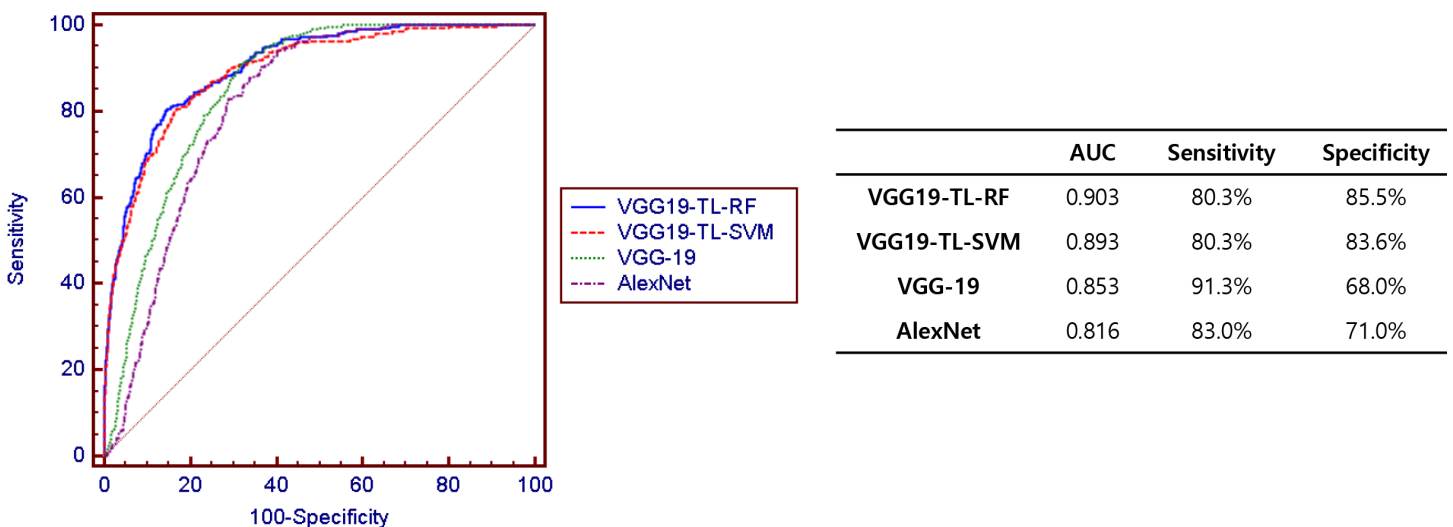 100
80
60
40
20
0
Sensitivity
0 20 40 60 80 100
100-Specificity
VGG19-TL-RF
VGG19-TL-SVM
VGG-19
AlexNet
AUC Sensitivity Specificity
VGG19-TL-RF 0.903 80.3% 85.5%
VGG19-TL-SVM 0.893 80.3% 83.6%
VGG-19 0.853 91.3% 68.0%
AlexNet 0.816 83.0% 71.0%